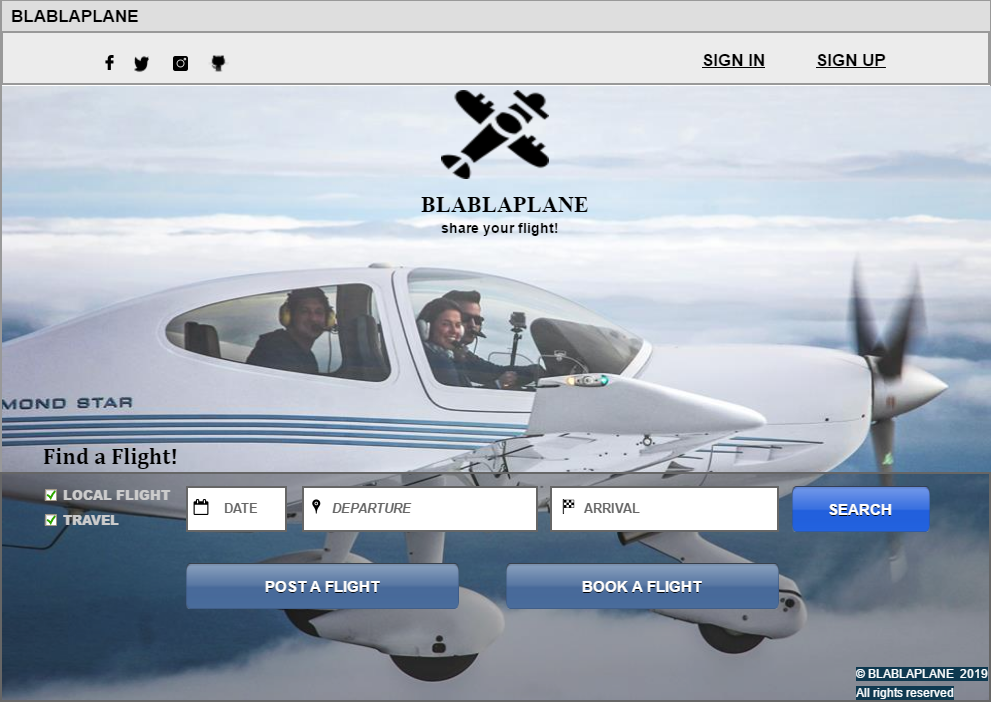 BLABLAPLANE
SIGN IN SIGN UP
BLABLAPLANE
share your flight!
MOND STAR
Find a Flight!
LOCAL FLIGHT
TRAVEL
DATE DEPARTURE ARRIVAL SEARCH
POST A FLIGHT BOOK A FLIGHT
© BLABLAPLANE 2019
All rights reserved